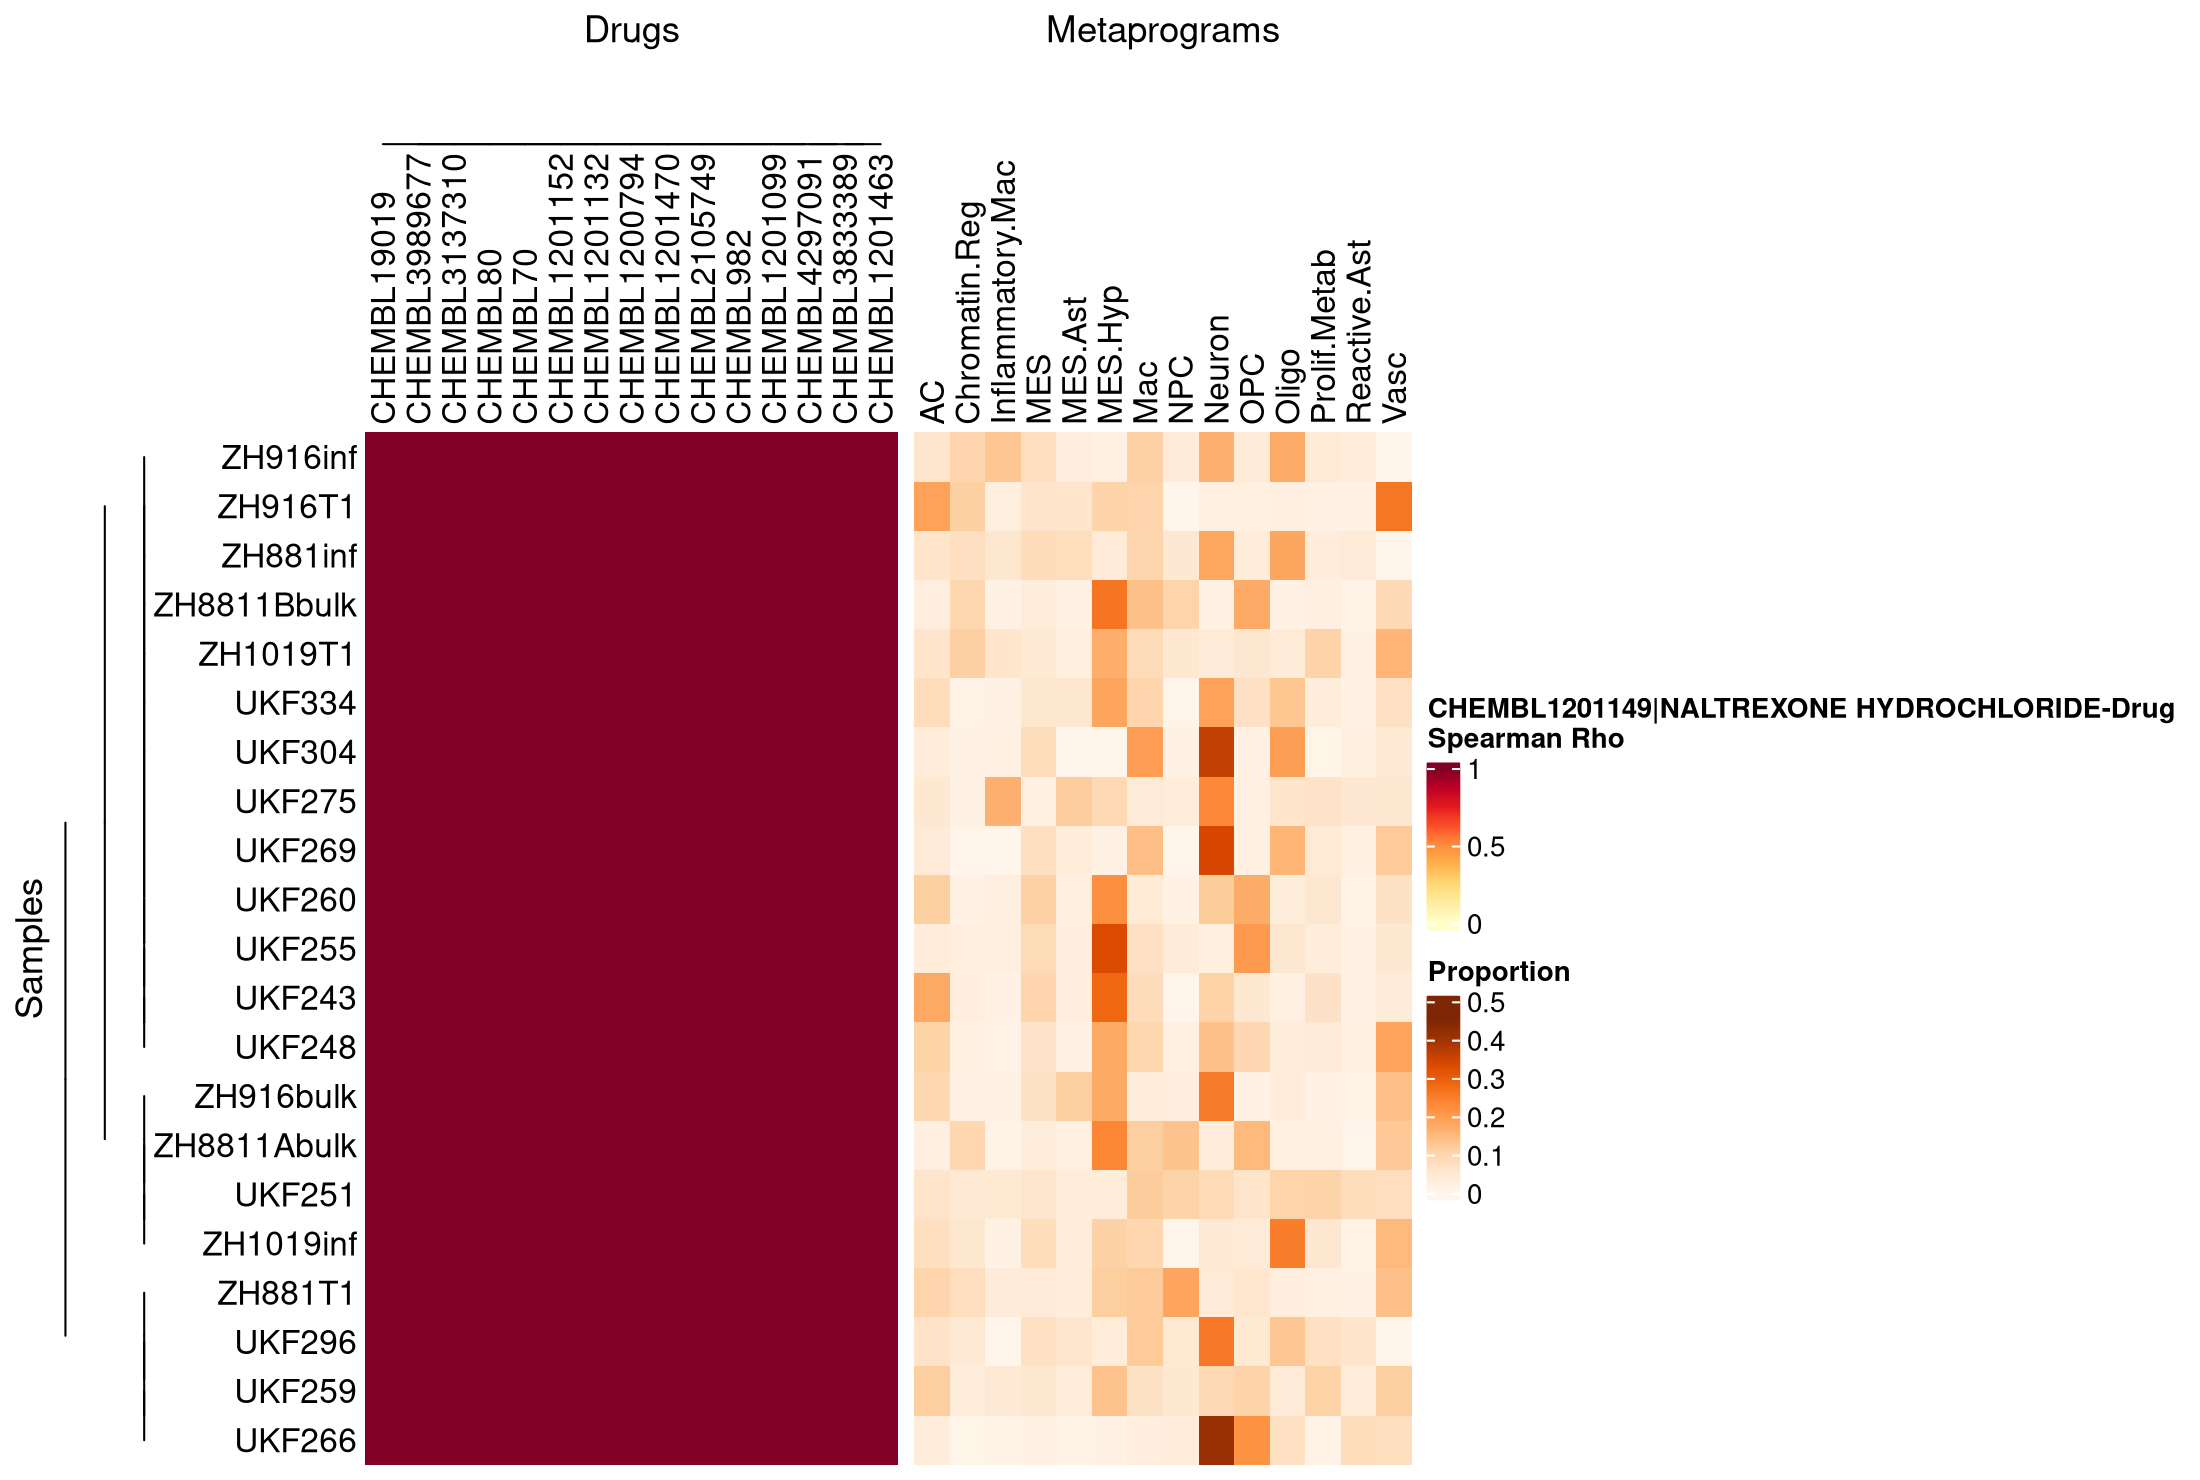 Drugs
Metaprograms
CHEMBL19019
CHEMBL3989677
CHEMBL3137310
CHEMBL80
CHEMBL70
CHEMBL1201152
CHEMBL1201132
CHEMBL1200794
CHEMBL1201470
CHEMBL2105749
CHEMBL982
CHEMBL1201099
CHEMBL4297091
CHEMBL3833389
CHEMBL1201463
AC
Chromatin.Reg
Inflammatory.Mac
MES
MES.Ast
MES.Hyp
Mac
NPC
Neuron
OPC
Oligo
Prolif.Metab
Reactive.Ast
Vasc
Samples
ZH916inf
ZH916T1
ZH881inf
ZH8811Bbulk
ZH1019T1
UKF334
UKF304
UKF275
UKF269
UKF260
UKF255
UKF243
UKF248
ZH916bulk
ZH8811Abulk
UKF251
ZH1019inf
ZH881T1
UKF296
UKF259
UKF266
CHEMBL1201149|NALTREXONE HYDROCHLORIDE-Drug
Spearman Rho
1
0.5
0
Proportion
0.5
0.4
0.3
0.2
0.1
0